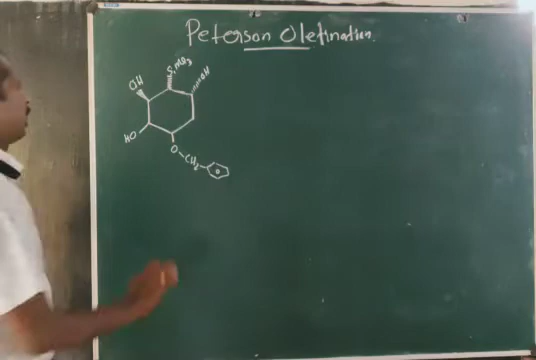 Peterson Olefination.
SiMe3
OH
OH
HO
O-CH2